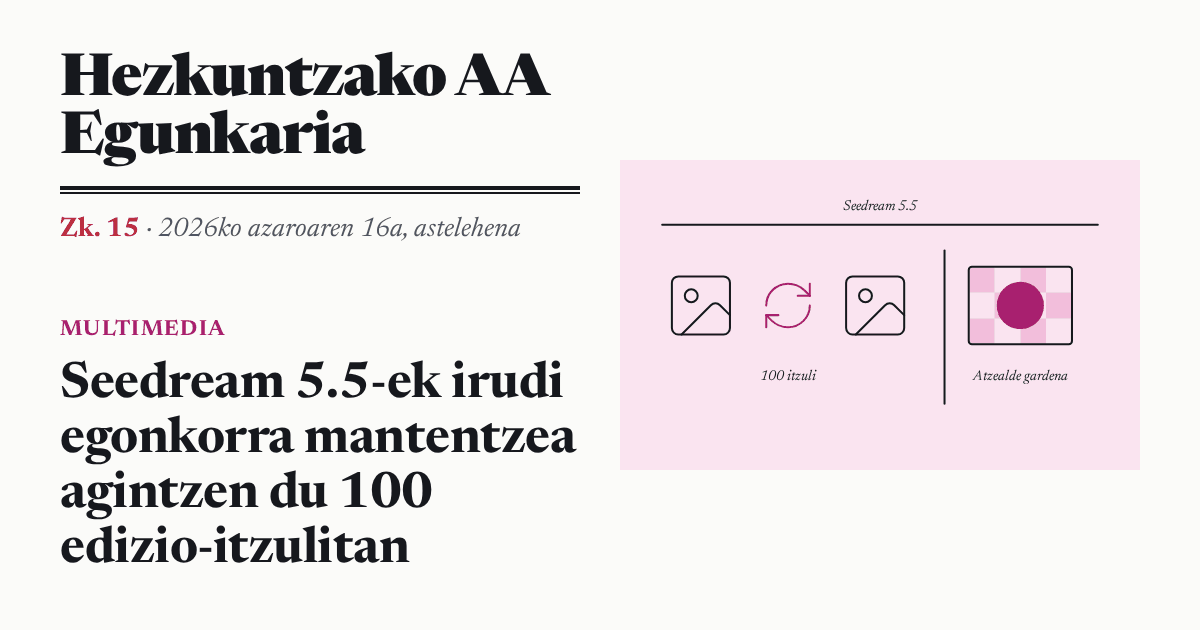 Hezkuntzako AA
Egunkaria
Zk. 15 · 2026ko azaroaren 16a, astelehena
MULTIMEDIA
Seedream 5.5-ek irudi
egonkorra mantentzea
agintzen du 100
edizio-itzulitan
Seedream 5.5
100 itzuli
Atzealde gardena